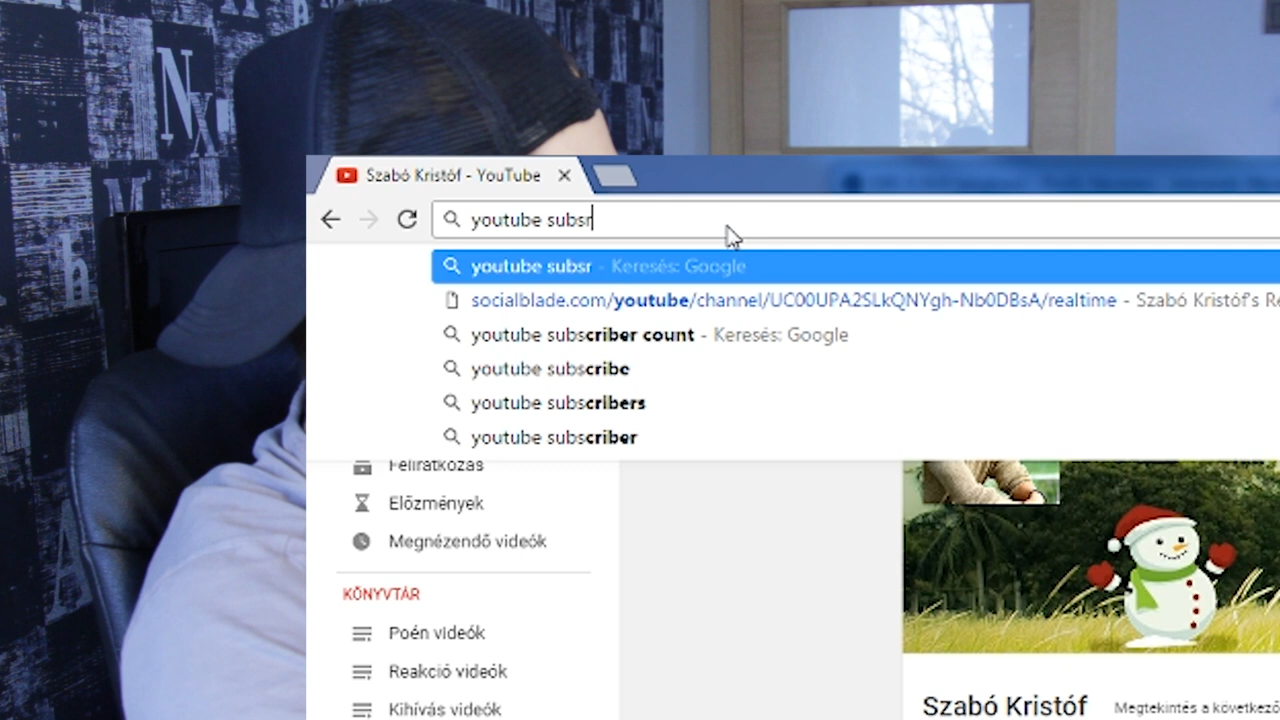 Szabó Kristóf - YouTube
youtube subsr
youtube subsr - Keresés: Google
socialblade.com/youtube/channel/UC00UPA2SLkQNYgh-Nb0DBsA/realtime - Szabó Kristóf's Re
youtube subscriber count - Keresés: Google
youtube subscribe
youtube subscribers
youtube subscriber
Feliratkozás
Előzmények
Megnézendő videók
KÖNYVTÁR
Poén videók
Reakció videók
Kihívás videók
Szabó Kristóf Megtekintés a következő